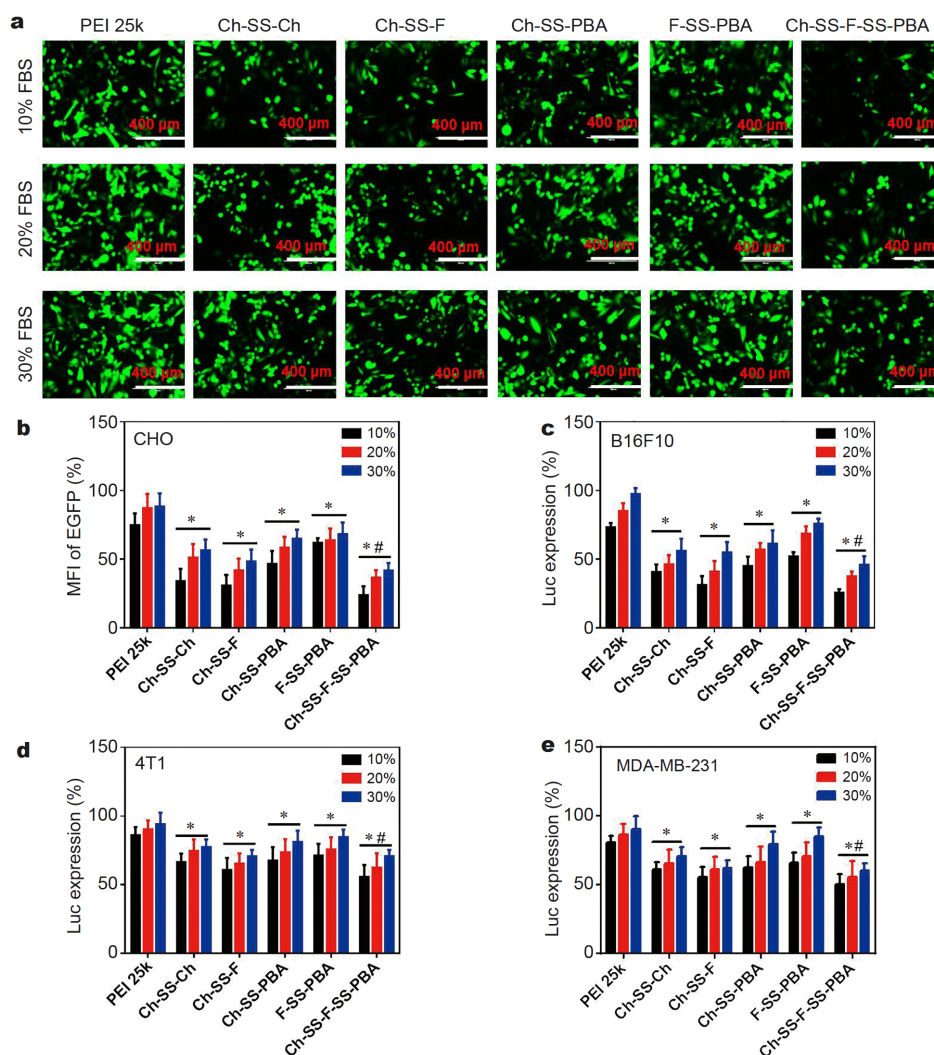 a
PEI 25k Ch-SS-Ch Ch-SS-F Ch-SS-PBA F-SS-PBA Ch-SS-F-SS-PBA
10% FBS
400 µm 400 µm 400 µm 400 µm 400 µm 400 µm
20% FBS
400 µm 400 µm 400 µm 400 µm 400 µm 400 µm
30% FBS
400 µm 400 µm 400 µm 400 µm 400 µm 400 µm
b
CHO
10%
20%
30%
MFI of EGFP (%)
150
100
50
0
* * * * * #
PEI 25k
Ch-SS-Ch
Ch-SS-F
Ch-SS-PBA
F-SS-PBA
Ch-SS-F-SS-PBA
c
B16F10
10%
20%
30%
Luc expression (%)
150
100
50
0
* * * * * #
PEI 25k
Ch-SS-Ch
Ch-SS-F
Ch-SS-PBA
F-SS-PBA
Ch-SS-F-SS-PBA
d
4T1
10%
20%
30%
Luc expression (%)
150
100
50
0
* * * * * #
PEI 25k
Ch-SS-Ch
Ch-SS-F
Ch-SS-PBA
F-SS-PBA
Ch-SS-F-SS-PBA
e
MDA-MB-231
10%
20%
30%
Luc expression (%)
150
100
50
0
* * * * *#
PEI 25k
Ch-SS-Ch
Ch-SS-F
Ch-SS-PBA
F-SS-PBA
Ch-SS-F-SS-PBA